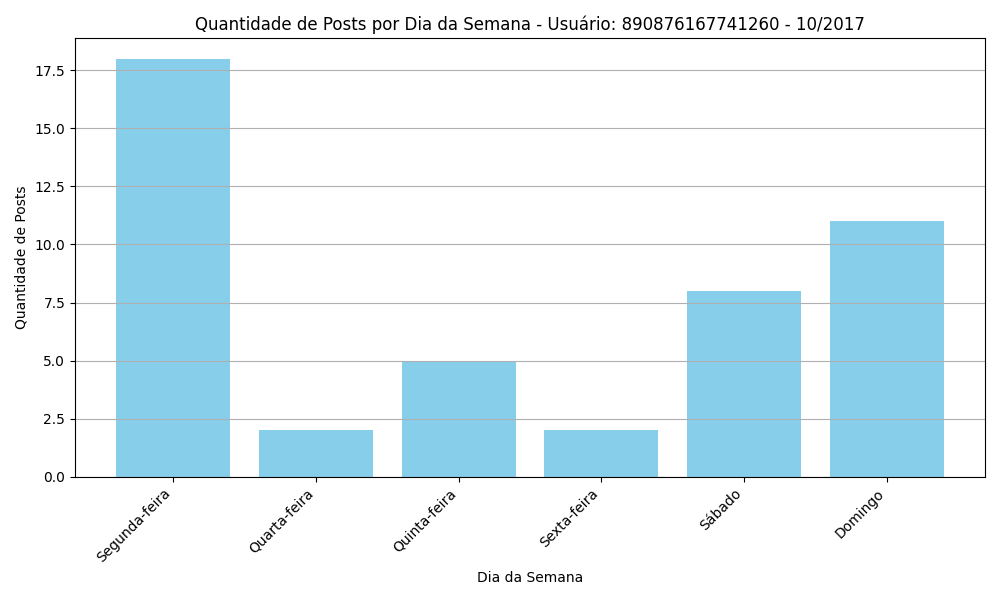 Quantidade de Posts por Dia da Semana - Usuário: 890876167741260 - 10/2017
Quantidade de Posts
17.5
15.0
12.5
10.0
7.5
5.0
2.5
0.0
Segunda-feira
Quarta-feira
Quinta-feira
Sexta-feira
Sábado
Domingo
Dia da Semana